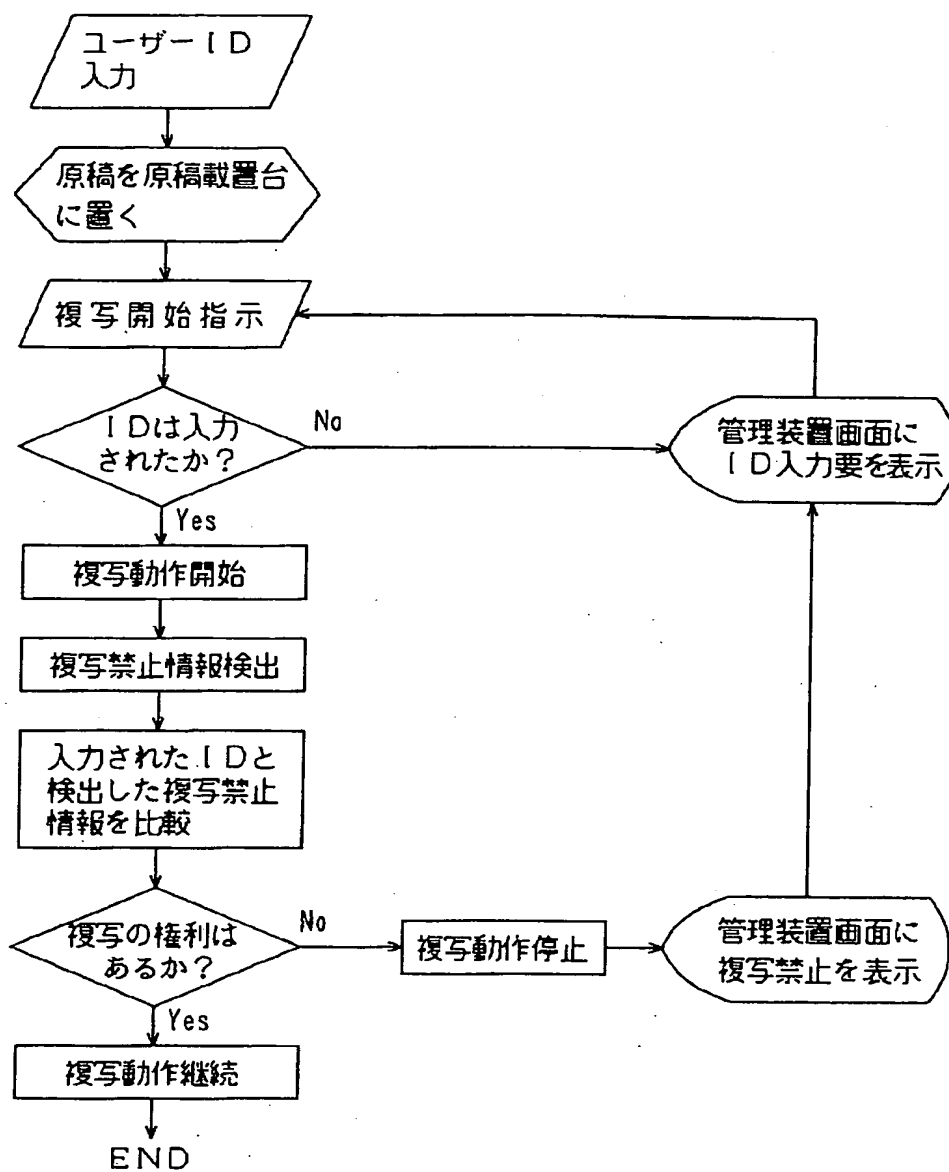 ユーザーID
入力
原稿を原稿載置台
に置く
複写開始指示
IDは入力
されたか？
No
管理装置画面に
ID入力要を表示
Yes
複写動作開始
複写禁止情報検出
入力されたIDと
検出した複写禁止
情報を比較
複写の権利は
あるか？
No
複写動作停止
管理装置画面に
複写禁止を表示
Yes
複写動作継続
END